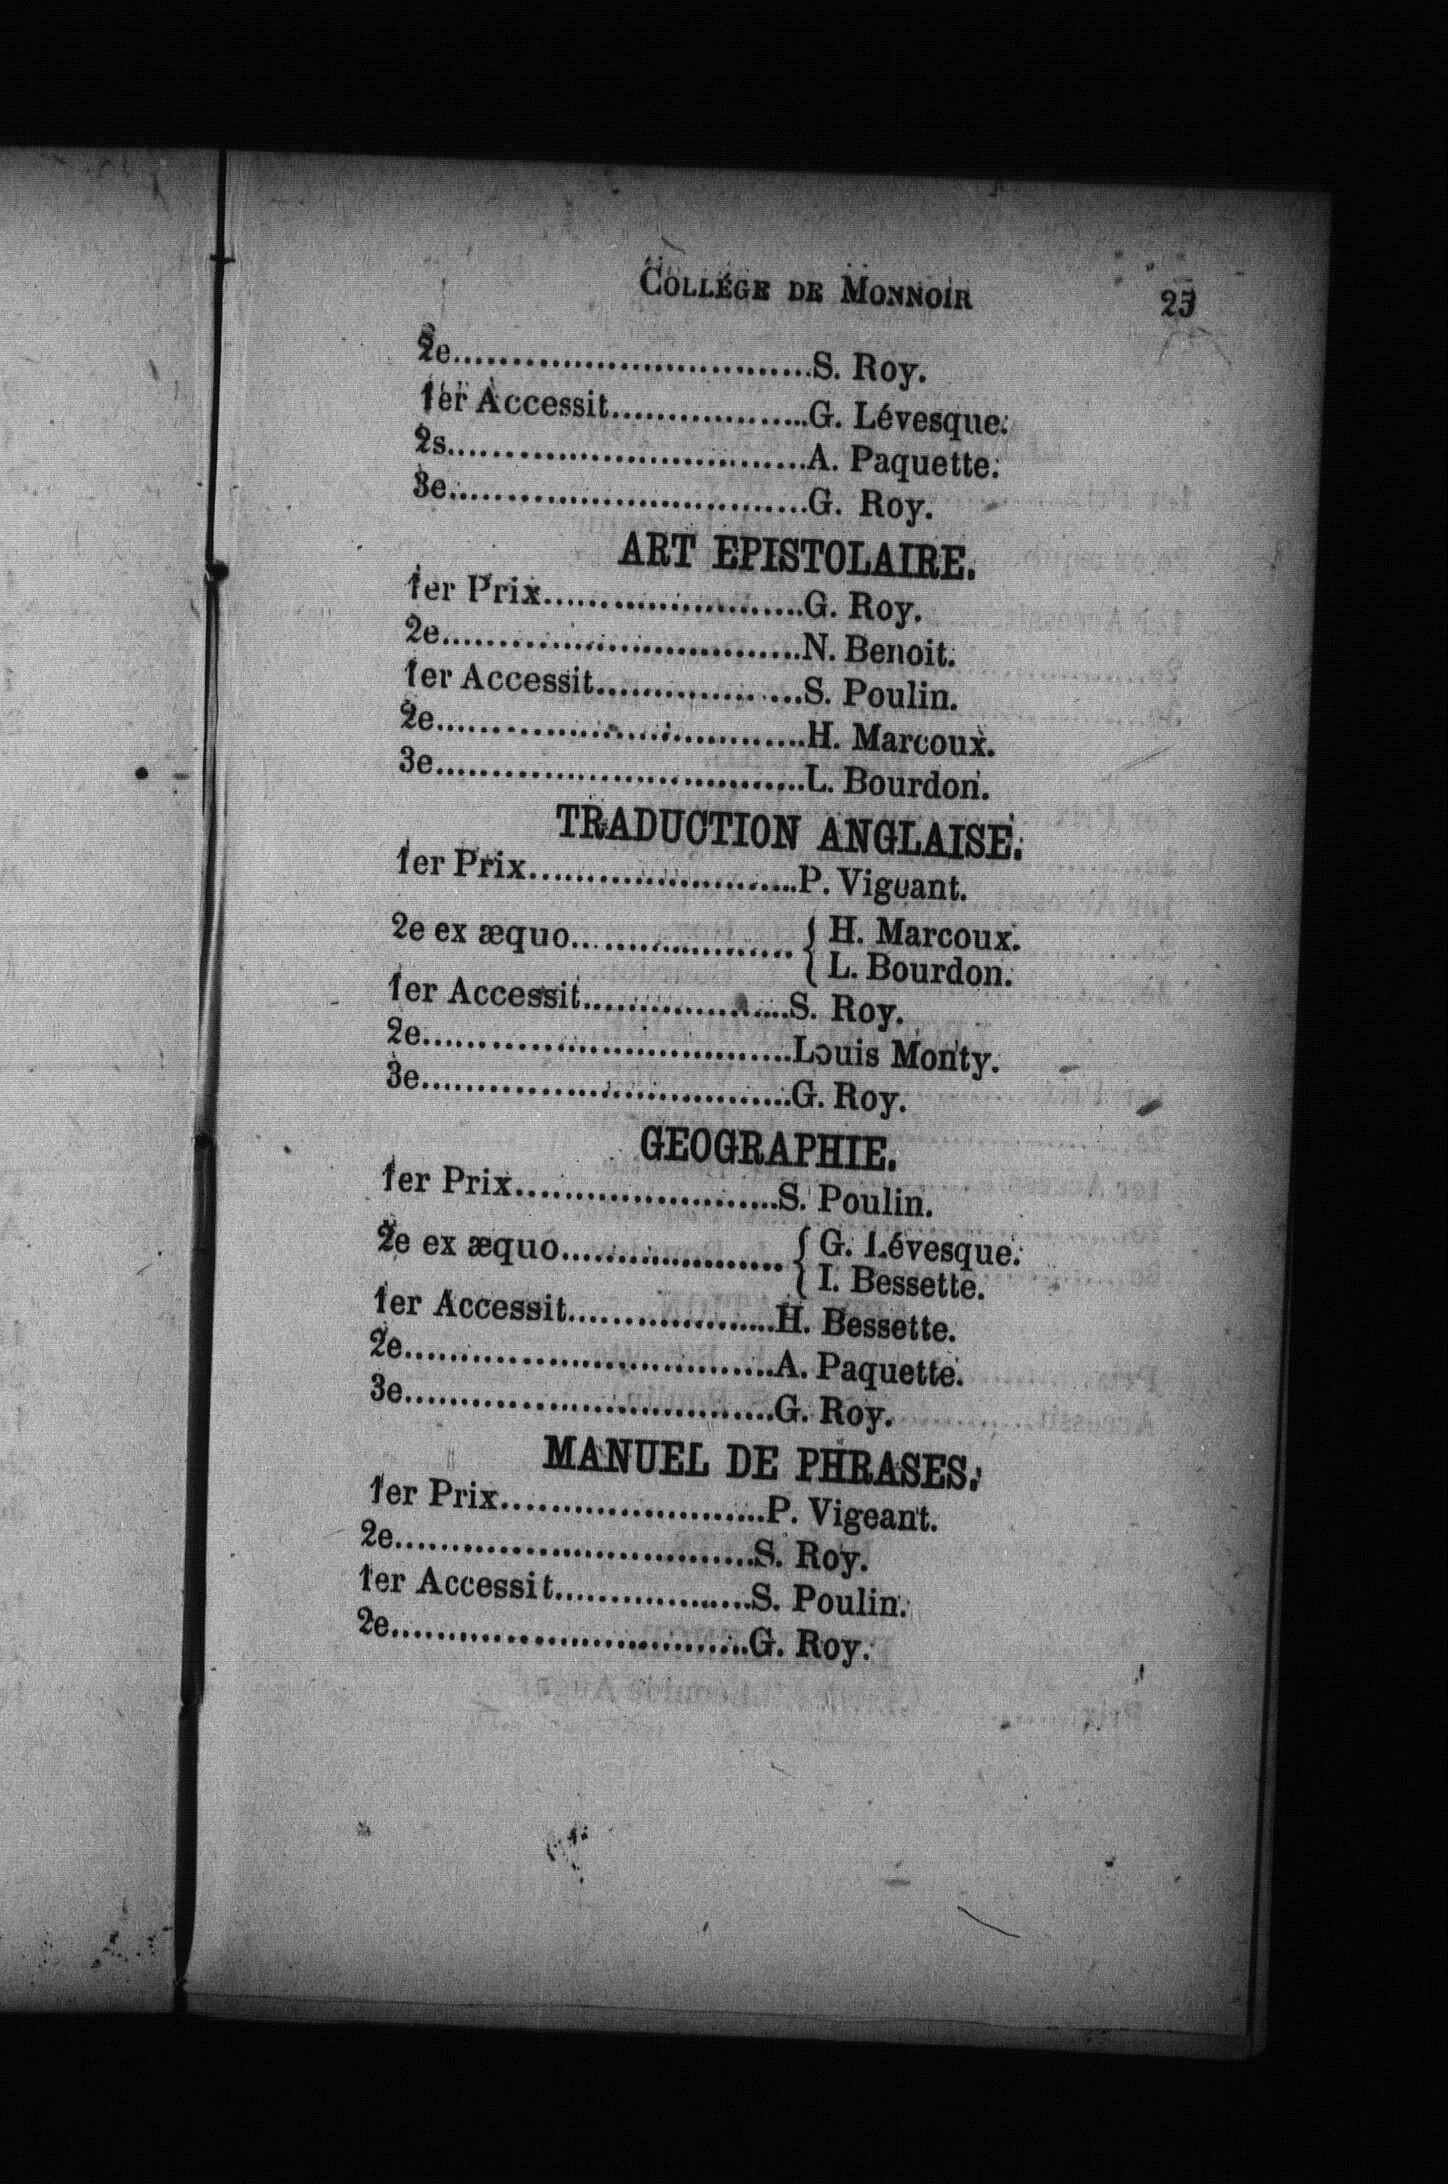 COLLÉGE DE MONNOIR 25
2e..............................S. Roy.
1er Accessit.................G. Lévesque.
2s..............................A. Paquette.
3e..............................G. Roy.
ART EPISTOLAIRE.
1er Prix......................G. Roy.
2e..............................N. Benoit.
1er Accessit.................S. Poulin.
2e..............................H. Marcoux.
3e..............................L. Bourdon.
TRADUCTION ANGLAISE.
1er Prix......................P. Vigeant.
2e ex æquo................... { H. Marcoux.
{ L. Bourdon.
1er Accessit.................S. Roy.
2e..............................Louis Monty.
3e..............................G. Roy.
GEOGRAPHIE.
1er Prix......................S. Poulin.
2e ex æquo................... { G. Lévesque.
{ I. Bessette.
1er Accessit.................H. Bessette.
2e..............................A. Paquette.
3e..............................G. Roy.
MANUEL DE PHRASES.
1er Prix......................P. Vigeant.
2e..............................S. Roy.
1er Accessit.................S. Poulin.
2e..............................G. Roy.